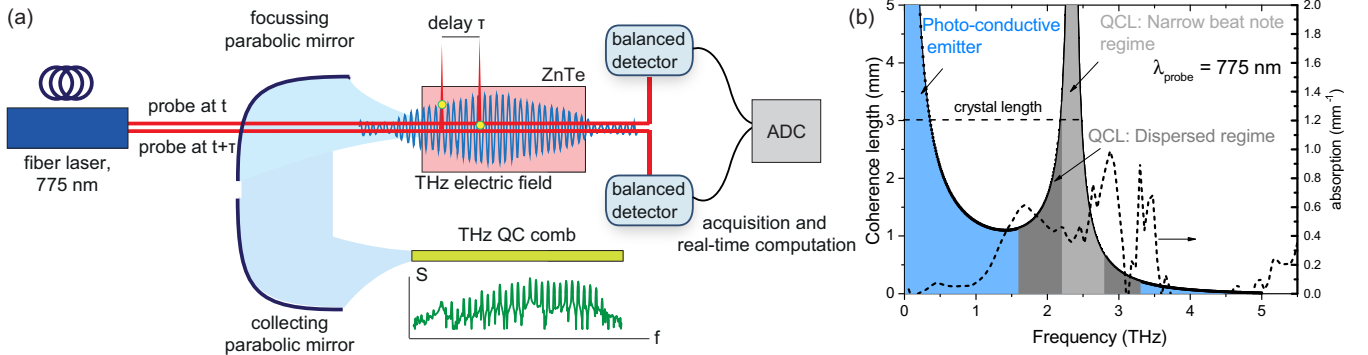 (a)
focussing
parabolic mirror
delay τ
balanced
detector
ZnTe
probe at t
probe at t+τ
ADC
fiber laser,
775 nm
THz electric field
balanced
detector
acquisition and
real-time computation
THz QC comb
S
f
collecting
parabolic mirror
(b)
Photo-conductive
emitter
QCL: Narrow beat note
regime
λprobe = 775 nm
crystal length
QCL: Dispersed regime
Coherence length (mm)
5
4
3
2
1
0
2.0
1.8
1.6
1.4
1.2
1.0
0.8
0.6
0.4
0.2
0.0
absorption (mm-1)
0 1 2 3 4 5
Frequency (THz)